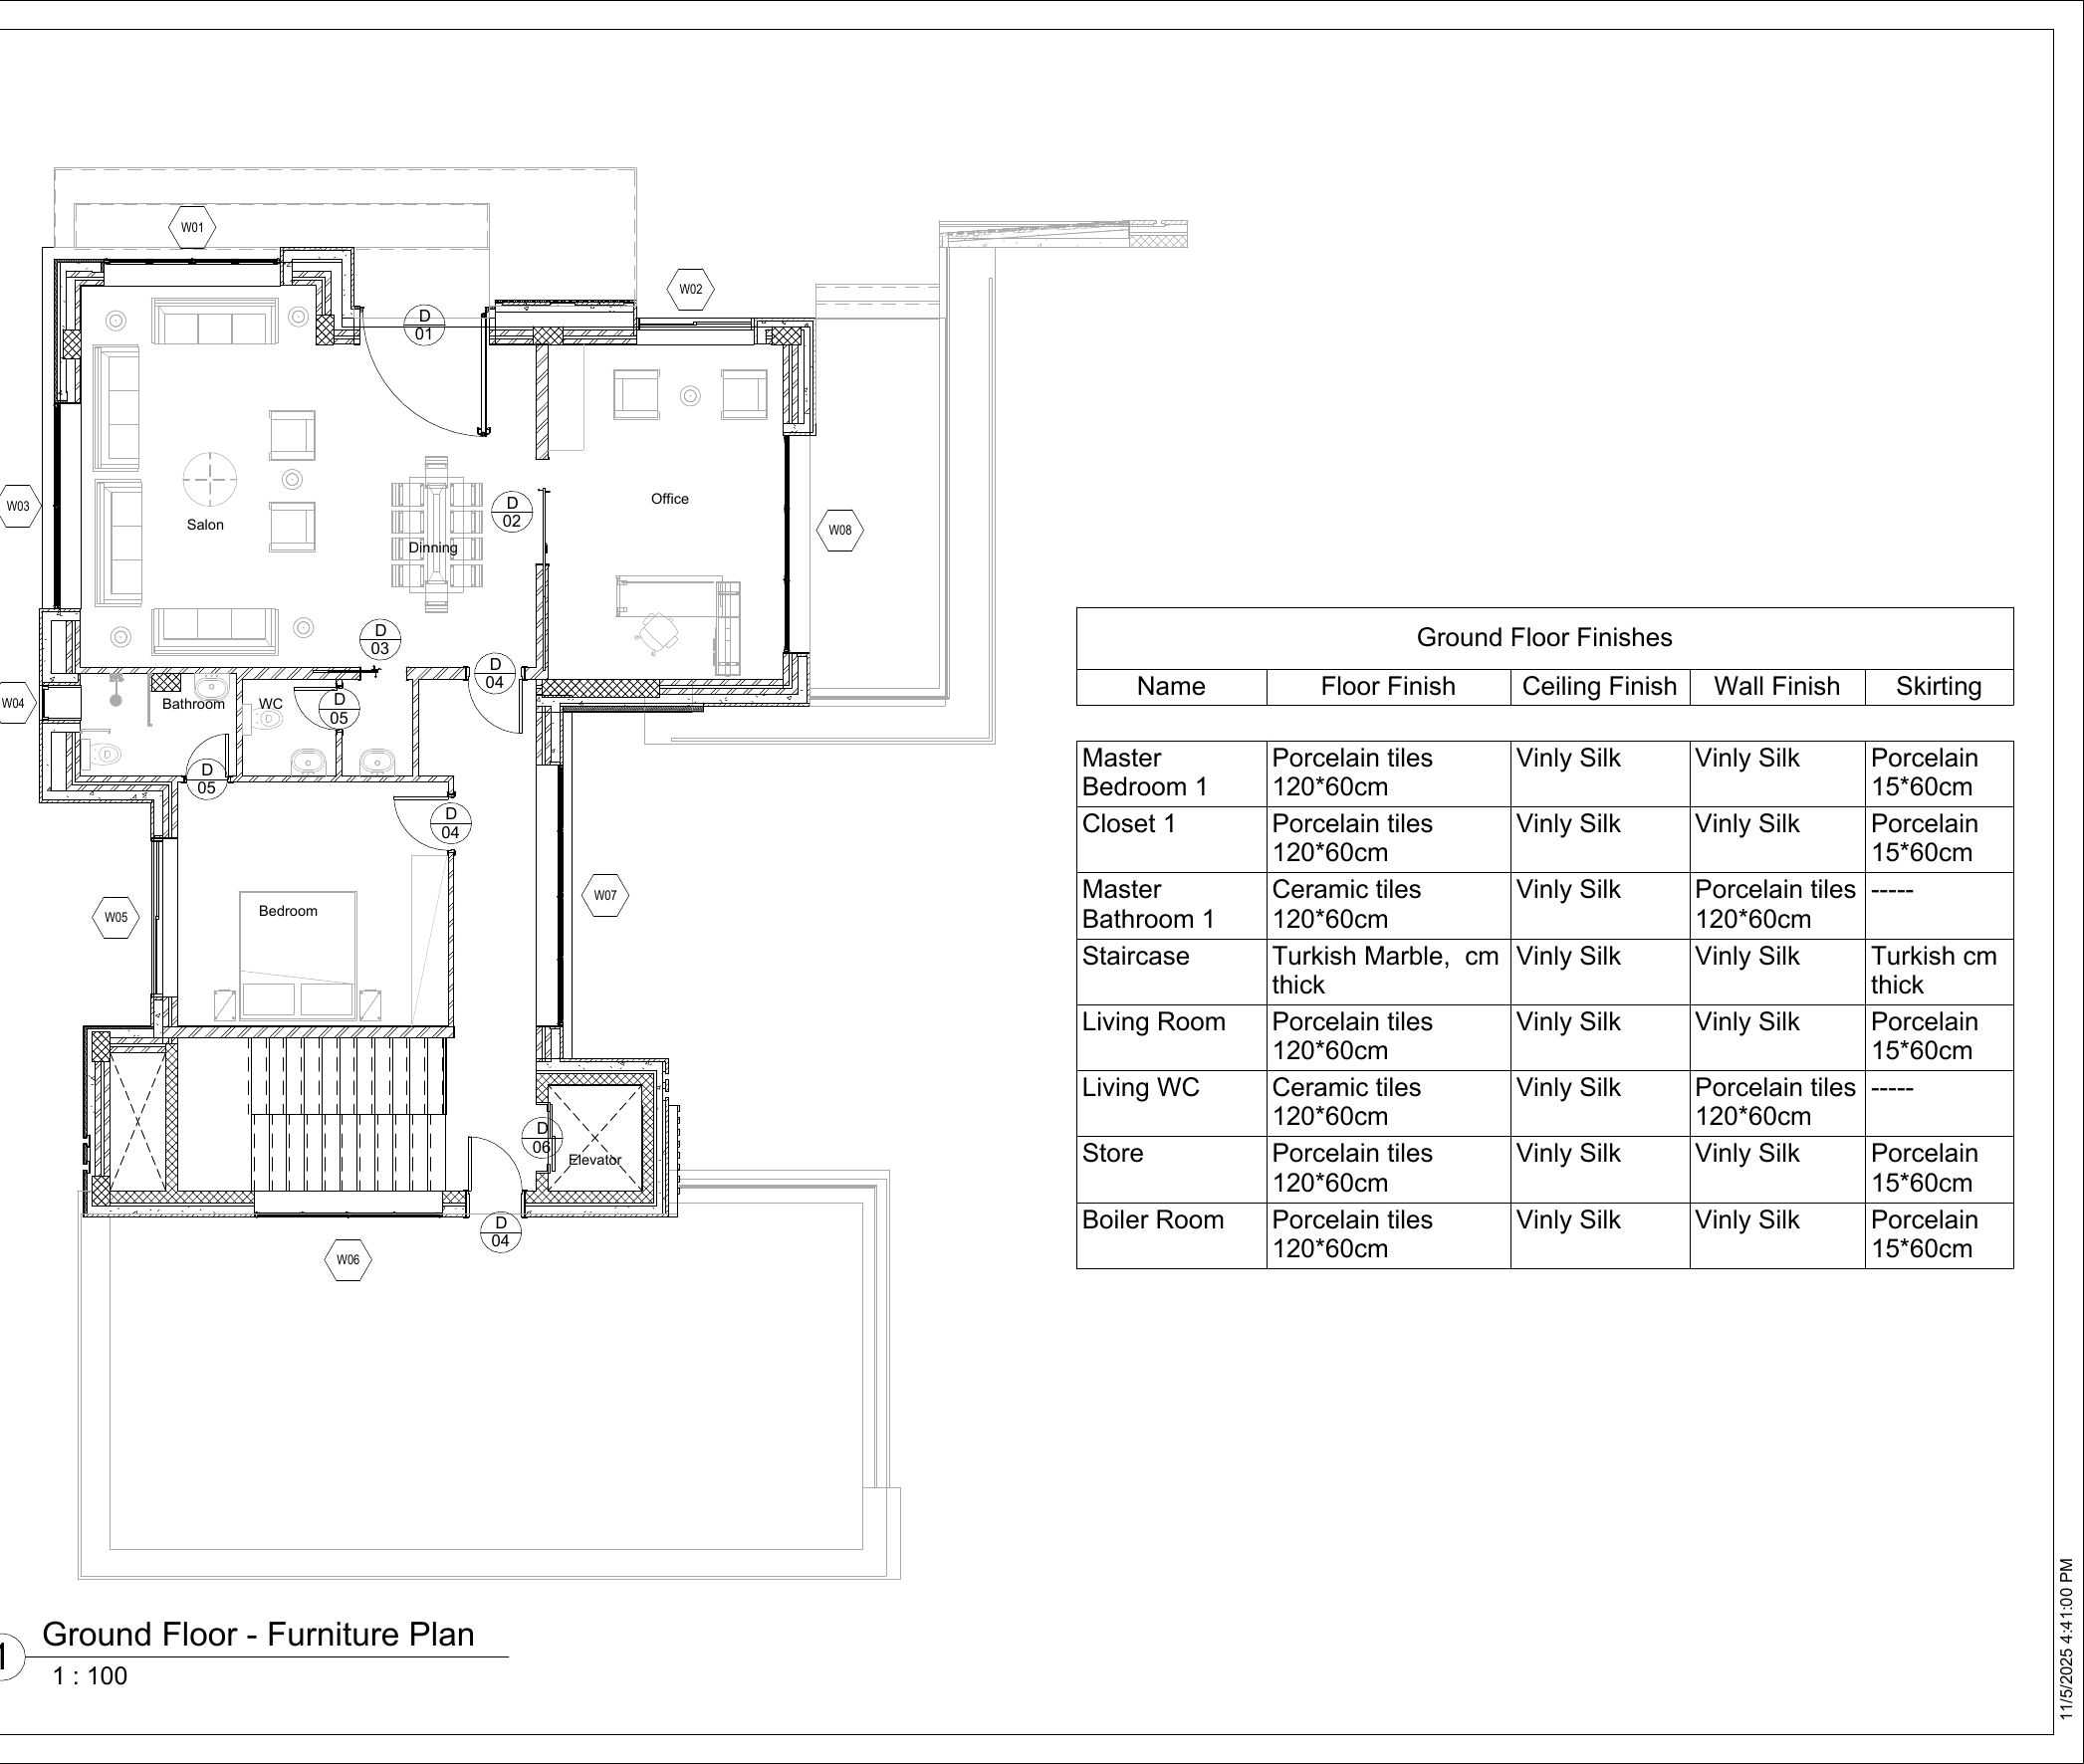 W01
W02
D
01
W03
Salon
D
02
Dinning
Office
W08
D
03
D
04
W04
Bathroom
WC
D
05
D
05
D
04
Bedroom
W05
W07
D
06
Elevator
D
04
W06
Ground Floor Finishes
Name Floor Finish Ceiling Finish Wall Finish Skirting
Master Porcelain tiles Vinly Silk Vinly Silk Porcelain
Bedroom 1 120*60cm 15*60cm
Closet 1 Porcelain tiles Vinly Silk Vinly Silk Porcelain
120*60cm 15*60cm
Master Ceramic tiles Vinly Silk Porcelain tiles -----
Bathroom 1 120*60cm 120*60cm
Staircase Turkish Marble,  cm Vinly Silk Vinly Silk Turkish cm
thick thick
Living Room Porcelain tiles Vinly Silk Vinly Silk Porcelain
120*60cm 15*60cm
Living WC Ceramic tiles Vinly Silk Porcelain tiles -----
120*60cm 120*60cm
Store Porcelain tiles Vinly Silk Vinly Silk Porcelain
120*60cm 15*60cm
Boiler Room Porcelain tiles Vinly Silk Vinly Silk Porcelain
120*60cm 15*60cm
1 Ground Floor - Furniture Plan
1 : 100
11/5/2025 4:41:00 PM